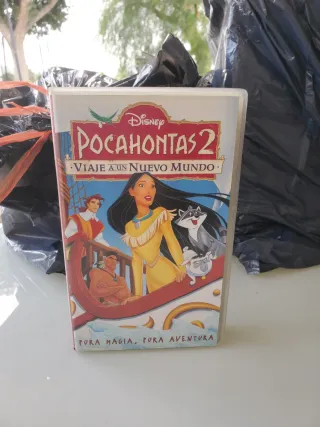 Disney
POCAHONTAS 2
VIAJE A UN NUEVO MUNDO
PURA MAGIA, PURA AVENTURA